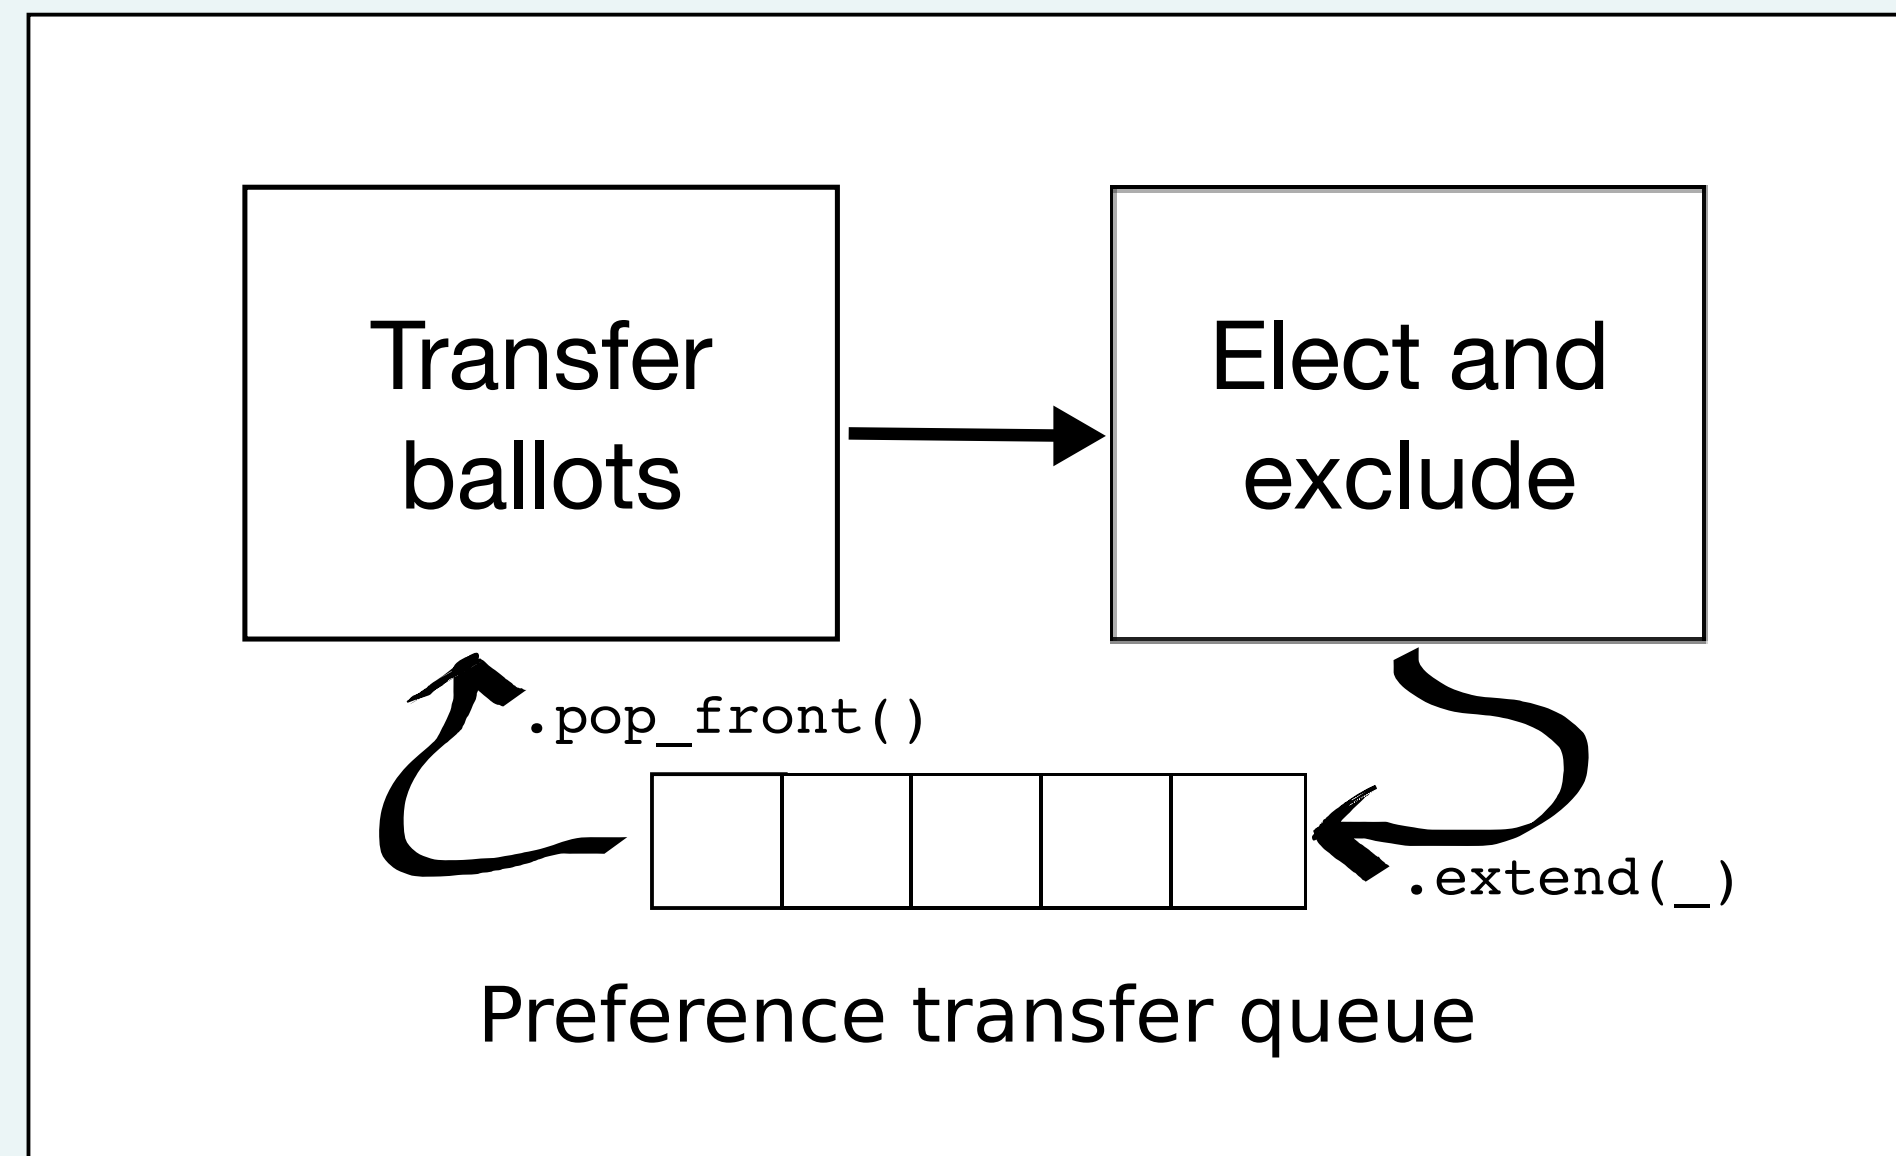 Transfer
ballots
Elect and
exclude
.pop_front()
.extend(_)
Preference transfer queue